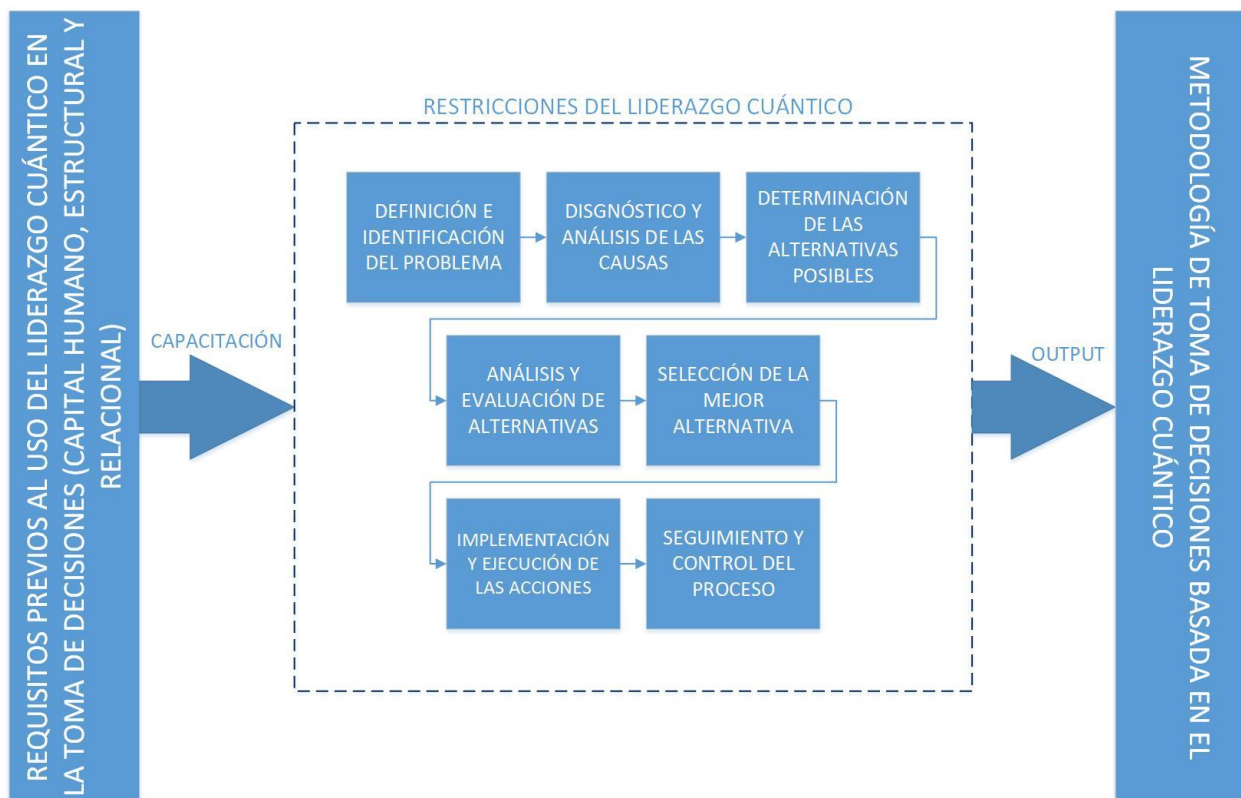 REQUISITOS PREVIOS AL USO DEL LIDERAZGO CUÁNTICO EN
LA TOMA DE DECISIONES (CAPITAL HUMANO, ESTRUCTURAL Y
RELACIONAL)
CAPACITACIÓN
RESTRICCIONES DEL LIDERAZGO CUÁNTICO
DEFINICIÓN E
IDENTIFICACIÓN
DEL PROBLEMA
DISGNÓSTICO Y
ANÁLISIS DE LAS
CAUSAS
DETERMINACIÓN
DE LAS
ALTERNATIVAS
POSIBLES
ANÁLISIS Y
EVALUACIÓN DE
ALTERNATIVAS
SELECCIÓN DE LA
MEJOR
ALTERNATIVA
IMPLEMENTACIÓN
Y EJECUCIÓN DE
LAS ACCIONES
SEGUIMIENTO Y
CONTROL DEL
PROCESO
OUTPUT
METODOLOGÍA DE TOMA DE DECISIONES BASADA EN EL
LIDERAZGO CUÁNTICO